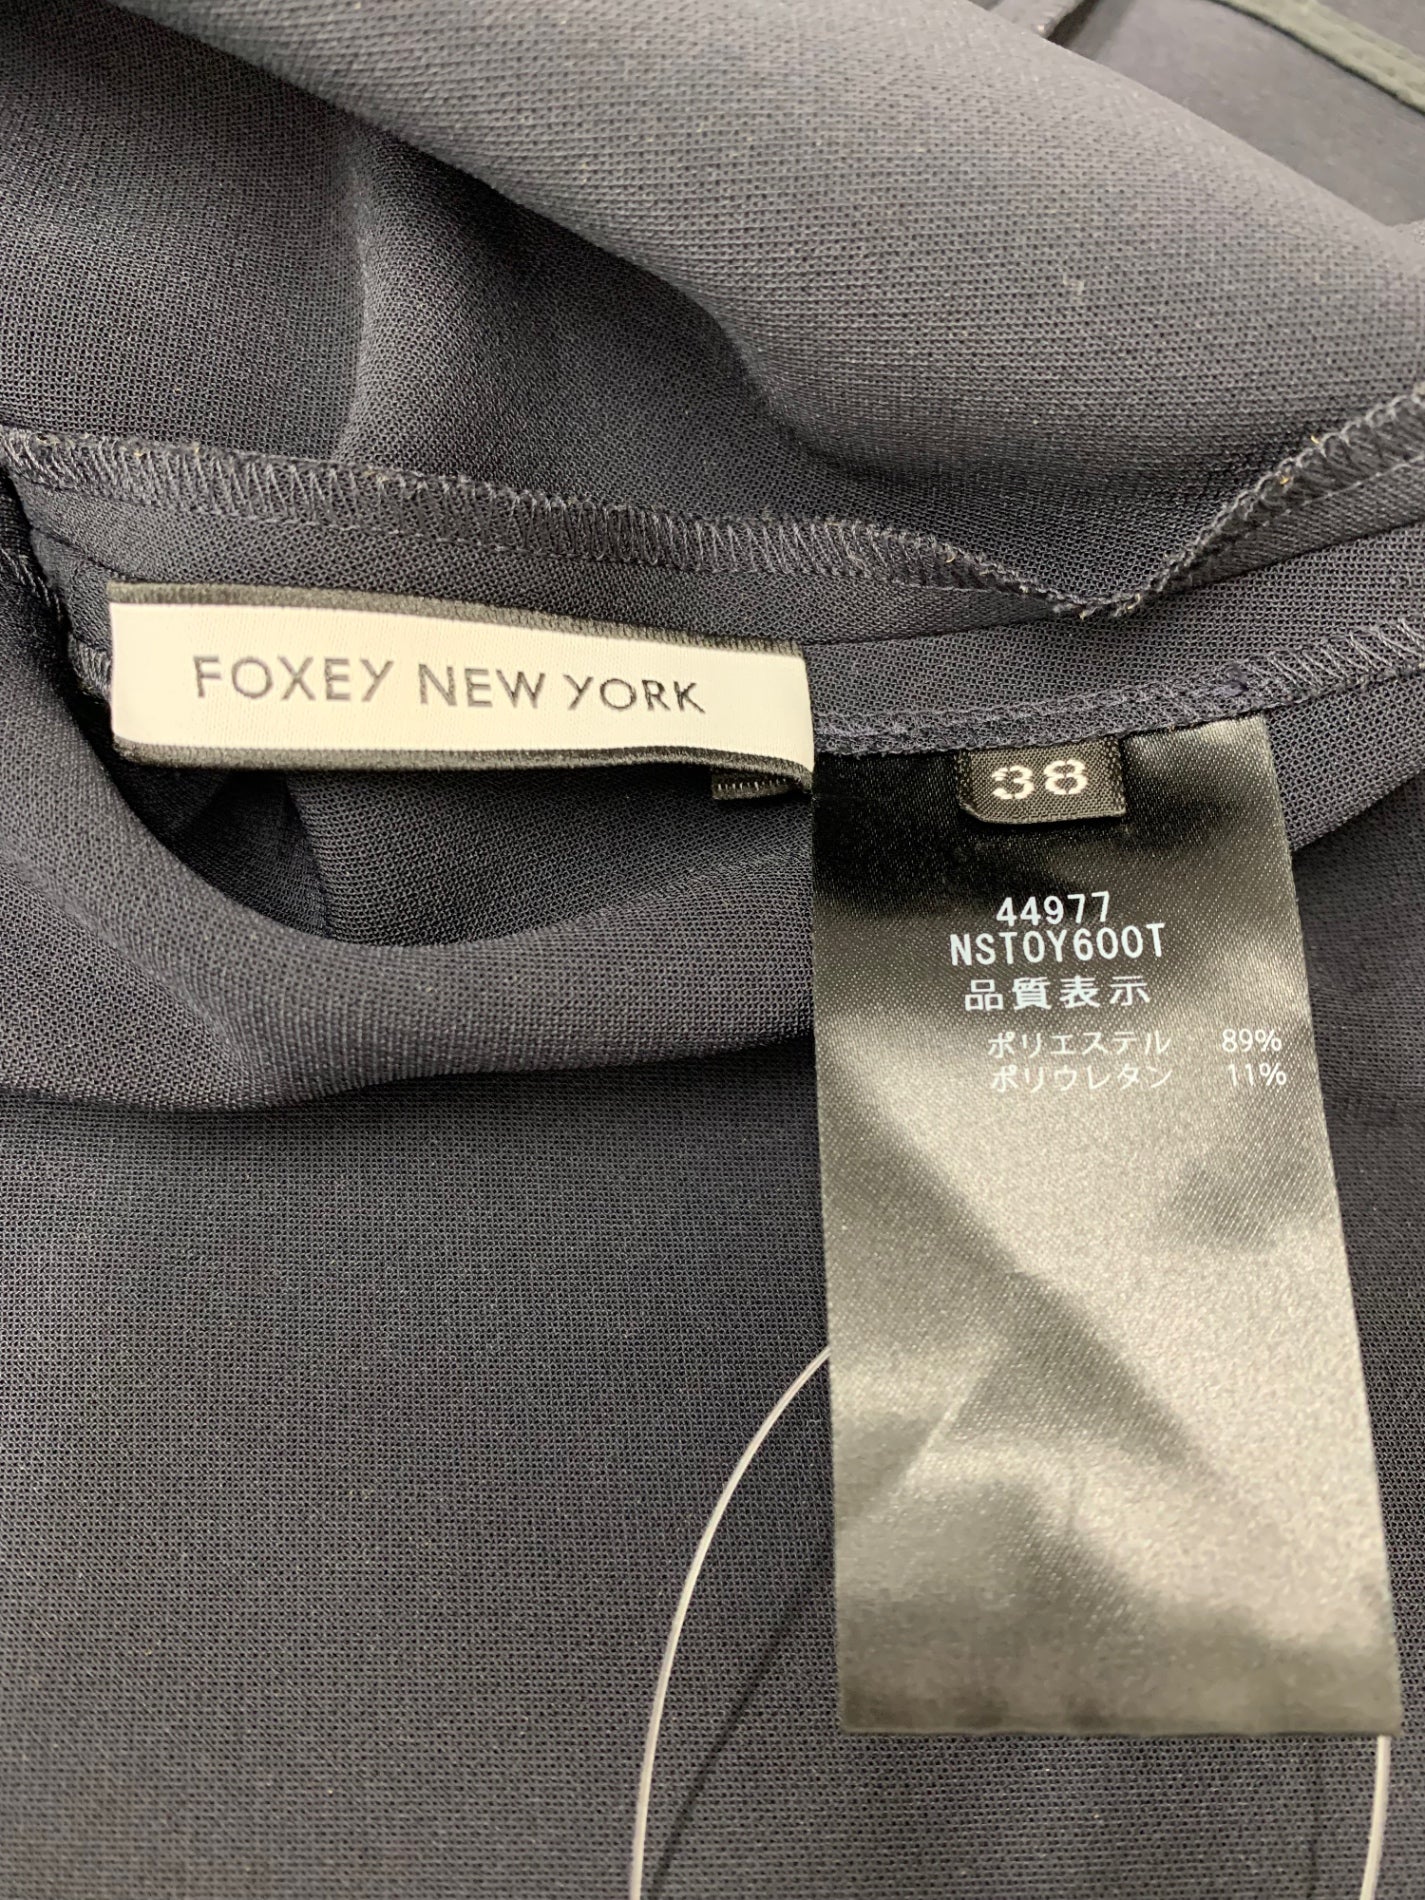 FOXEY NEW YORK
38
44977
NSTOY600T
品質表示
ポリエステル 89%
ポリウレタン 11%